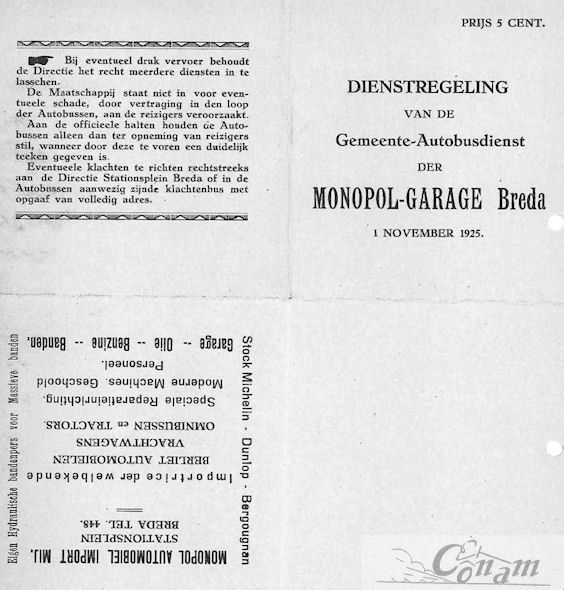 PRIJS 5 CENT.
DIENSTREGELING
VAN DE
Gemeente-Autobusdienst
DER
MONOPOL-GARAGE Breda
1 NOVEMBER 1925.
Bij eventueel druk vervoer behoudt
de Directie het recht meerdere diensten in te
lasschen.
De Maatschappij staat niet in voor even-
tueele schade, door vertraging in den loop
der Autobussen, aan de reizigers veroorzaakt.
Aan de officieele halten houden de Auto-
bussen alleen dan ter opneming van reizigers
stil, wanneer door deze te voren een duidelijk
teeken gegeven is.
Eventueele klachten te richten rechtstreeks
aan de Directie Stationsplein Breda of in de
Autobussen aanwezig zijnde klachtenbus met
opgaaf van volledig adres.
MONOPOL AUTOMOBIEL IMPORT MIJ.
STATIONSPLEIN
BREDA TEL. 448.
Importrice der welbekende
BERLIET AUTOMOBIELEN
VRACHTWAGENS
OMNIBUSSEN en TRACTORS.
Speciale Reparatieinrichting.
Moderne Machines. Geschoold
Personeel.
Garage -- Olie -- Benzine -- Banden.
Stock Michelin - Dunlop - Bergougnan
Eigen Hydraulische bandenpers voor Massieve banden
Conam